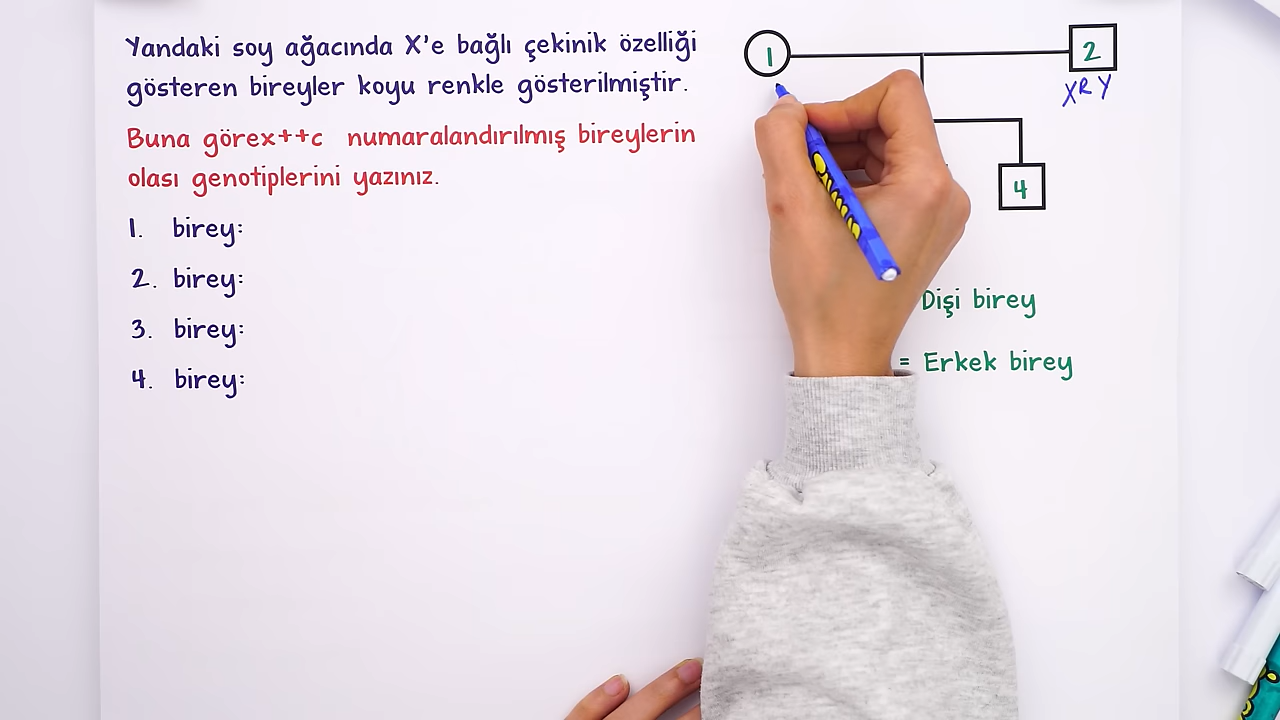 Yandaki soy ağacında X'e bağlı çekinik özelliği
gösteren bireyler koyu renkle gösterilmiştir.
Buna görex++c numaralandırılmış bireylerin
olası genotiplerini yazınız.
1. birey:
2. birey:
3. birey:
4. birey:
1
2
XRY
4
Dişi birey
= Erkek birey